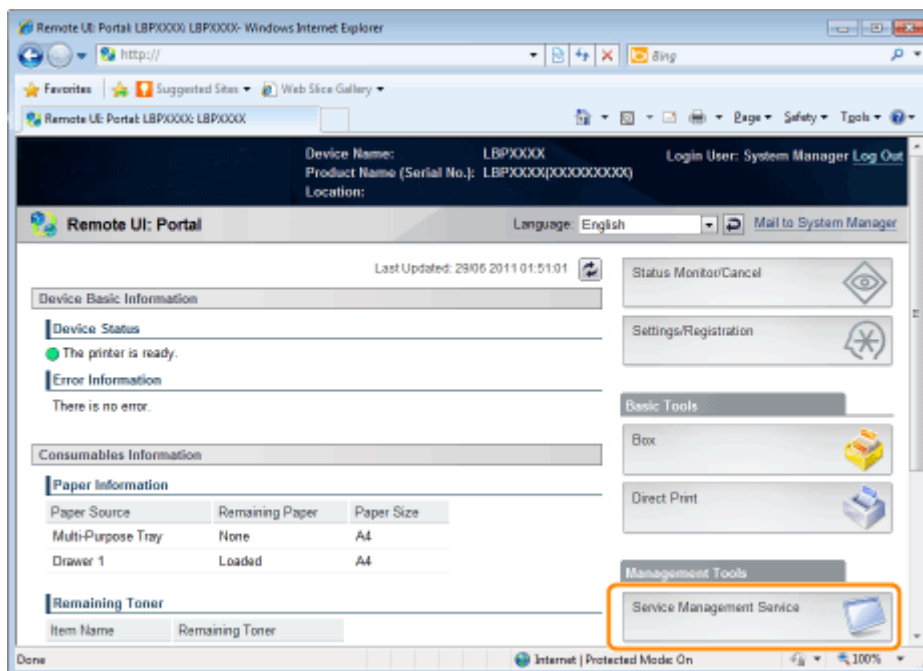 Remote UI: Portal: LBPXXXX: LBPXXXX- Windows Internet Explorer
http://
Bing
Favorites Suggested Sites Web Slice Gallery
Remote UI: Portal: LBPXXXX: LBPXXXX
Page Safety Tools
Device Name: LBPXXXX
Login User: System Manager Log Out
Product Name (Serial No.): LBPXXXX(XXXXXXXXX)
Location:
Remote UI: Portal
Language: English
Mail to System Manager
Last Updated: 29/06 2011 01:51:01
Device Basic Information
Device Status
The printer is ready.
Error Information
There is no error.
Consumables Information
Paper Information
Paper Source Remaining Paper Paper Size
Multi-Purpose Tray None A4
Drawer 1 Loaded A4
Remaining Toner
Item Name Remaining Toner
Status Monitor/Cancel
Settings/Registration
Basic Tools
Box
Direct Print
Management Tools
Service Management Service
Done
Internet | Protected Mode: On
100%